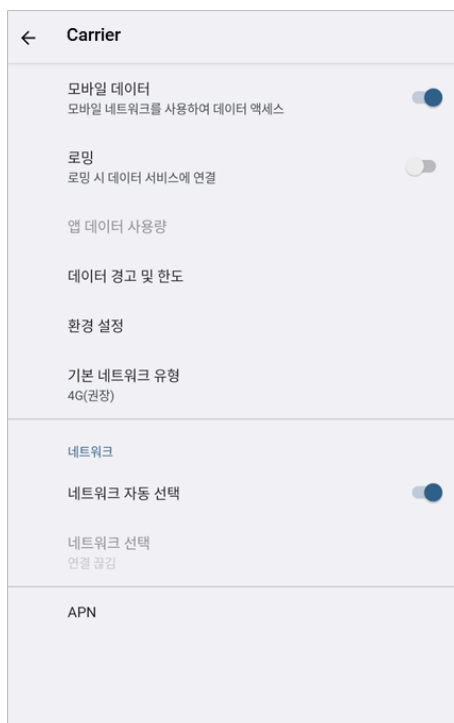 Carrier
모바일 데이터
모바일 네트워크를 사용하여 데이터 액세스
로밍
로밍 시 데이터 서비스에 연결
앱 데이터 사용량
데이터 경고 및 한도
환경 설정
기본 네트워크 유형
4G(권장)
네트워크
네트워크 자동 선택
네트워크 선택
연결 끊김
APN